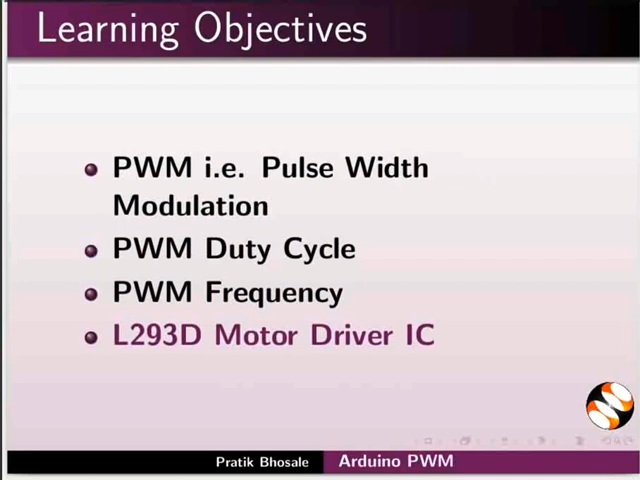 Learning Objectives
PWM i.e. Pulse Width
Modulation
PWM Duty Cycle
PWM Frequency
L293D Motor Driver IC
Pratik Bhosale Arduino PWM